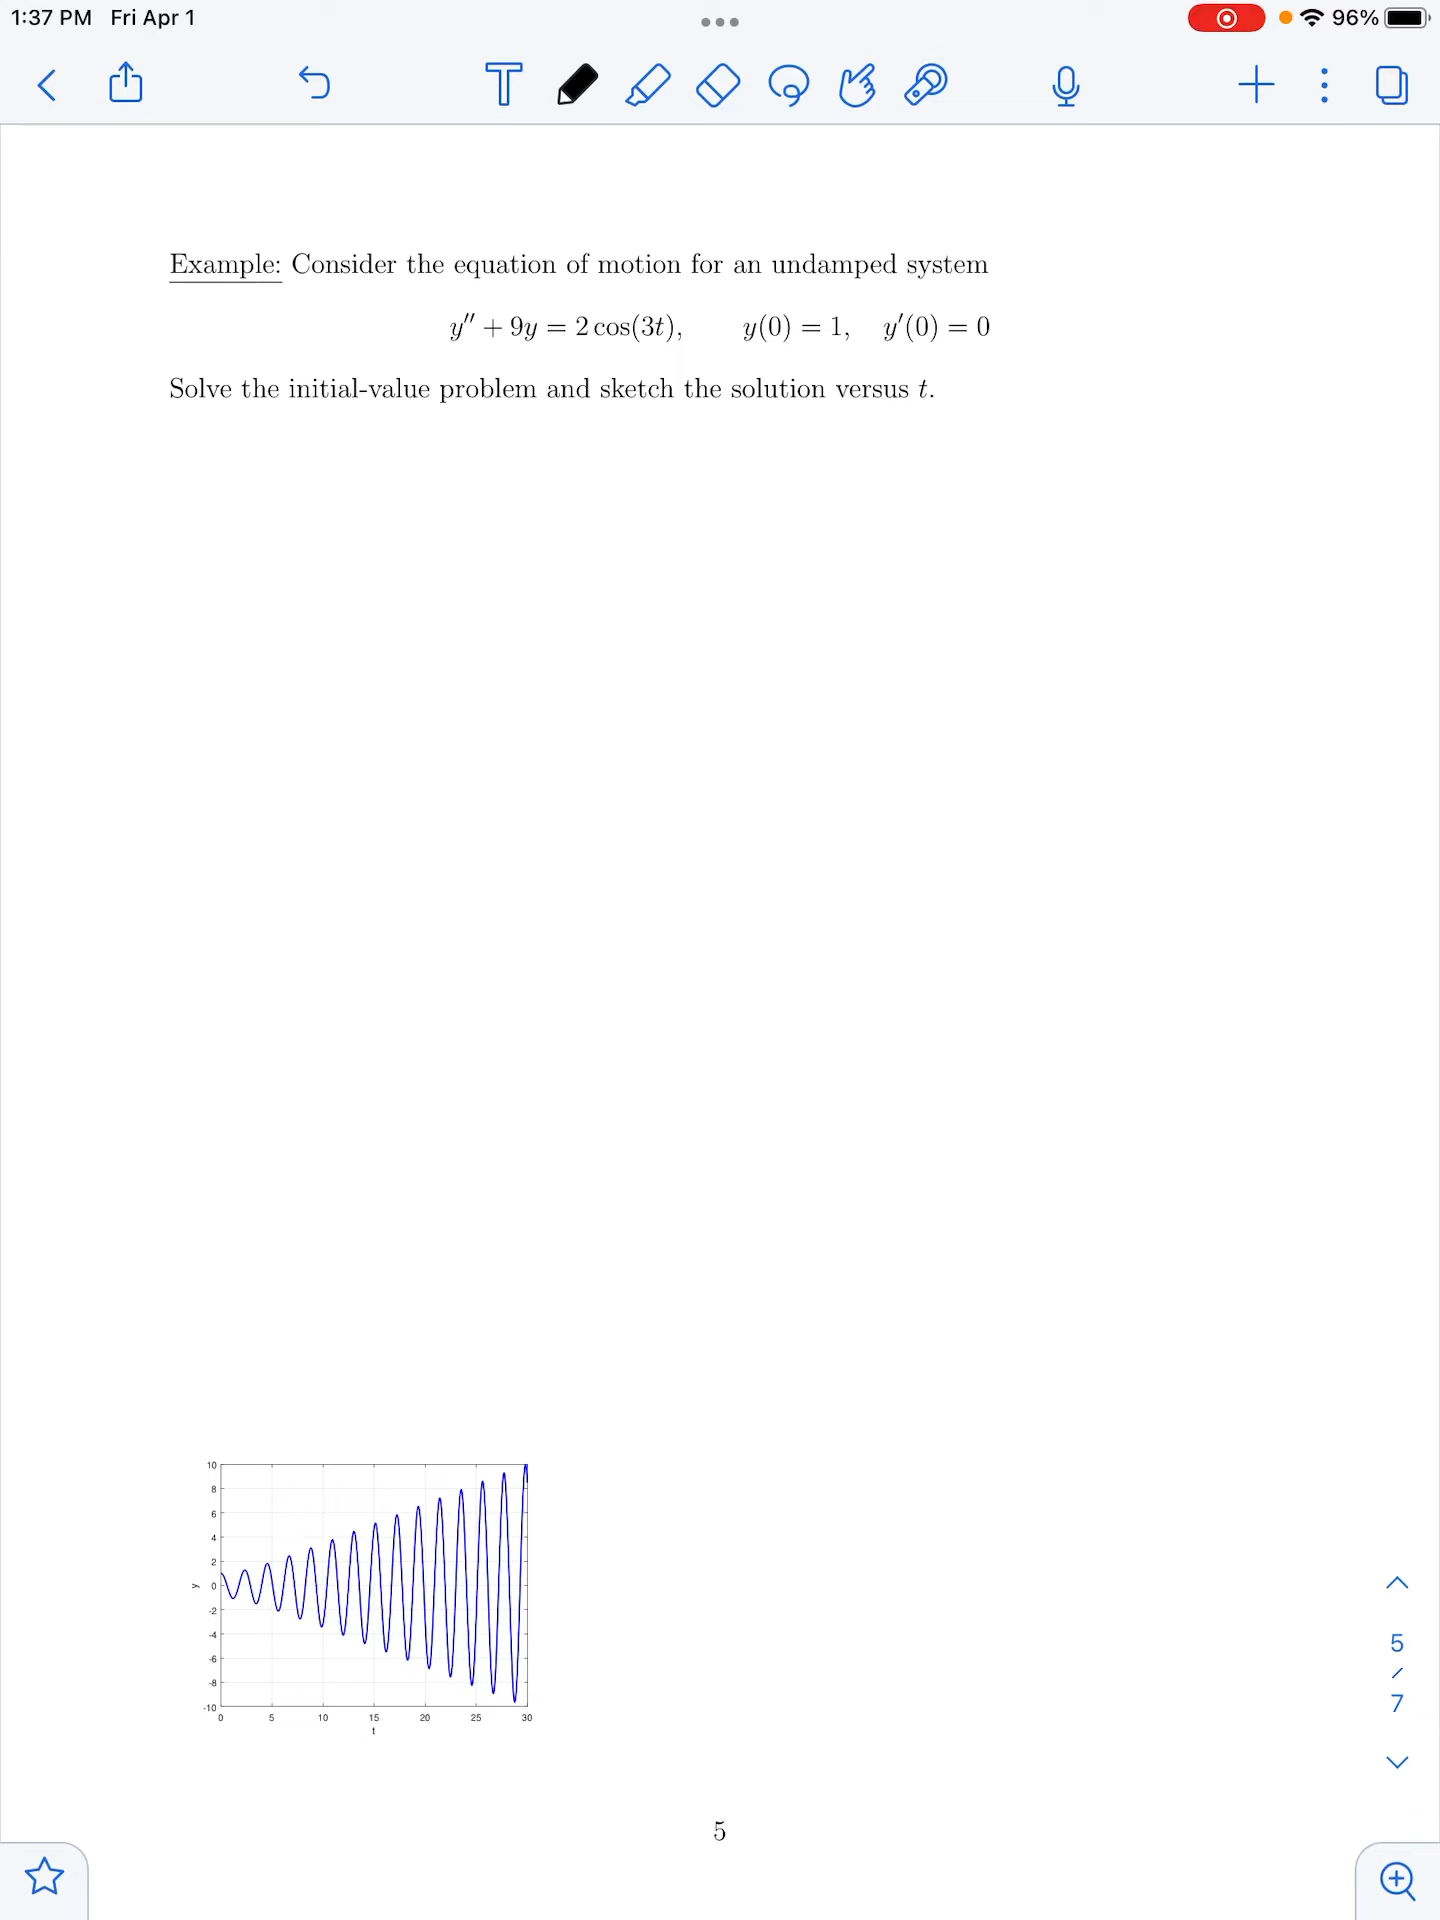 1:37 PM Fri Apr 1
96%
Example: Consider the equation of motion for an undamped system
y″ + 9y = 2 cos(3t), y(0) = 1, y′(0) = 0
Solve the initial-value problem and sketch the solution versus t.
10
8
6
4
2
0
-2
-4
-6
-8
-10
y
0 5 10 15 20 25 30
t
5
/
7
5